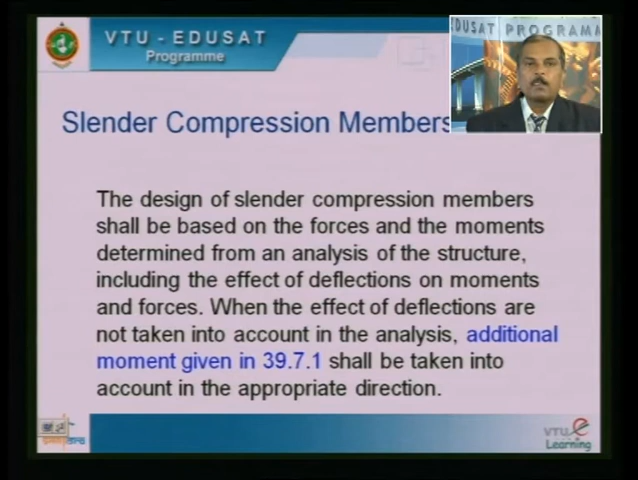 VTU - EDUSAT
Programme
EDUSAT PROGRAMM
Slender Compression Members
The design of slender compression members
shall be based on the forces and the moments
determined from an analysis of the structure,
including the effect of deflections on moments
and forces. When the effect of deflections are
not taken into account in the analysis, additional
moment given in 39.7.1 shall be taken into
account in the appropriate direction.
VTU e
Learning